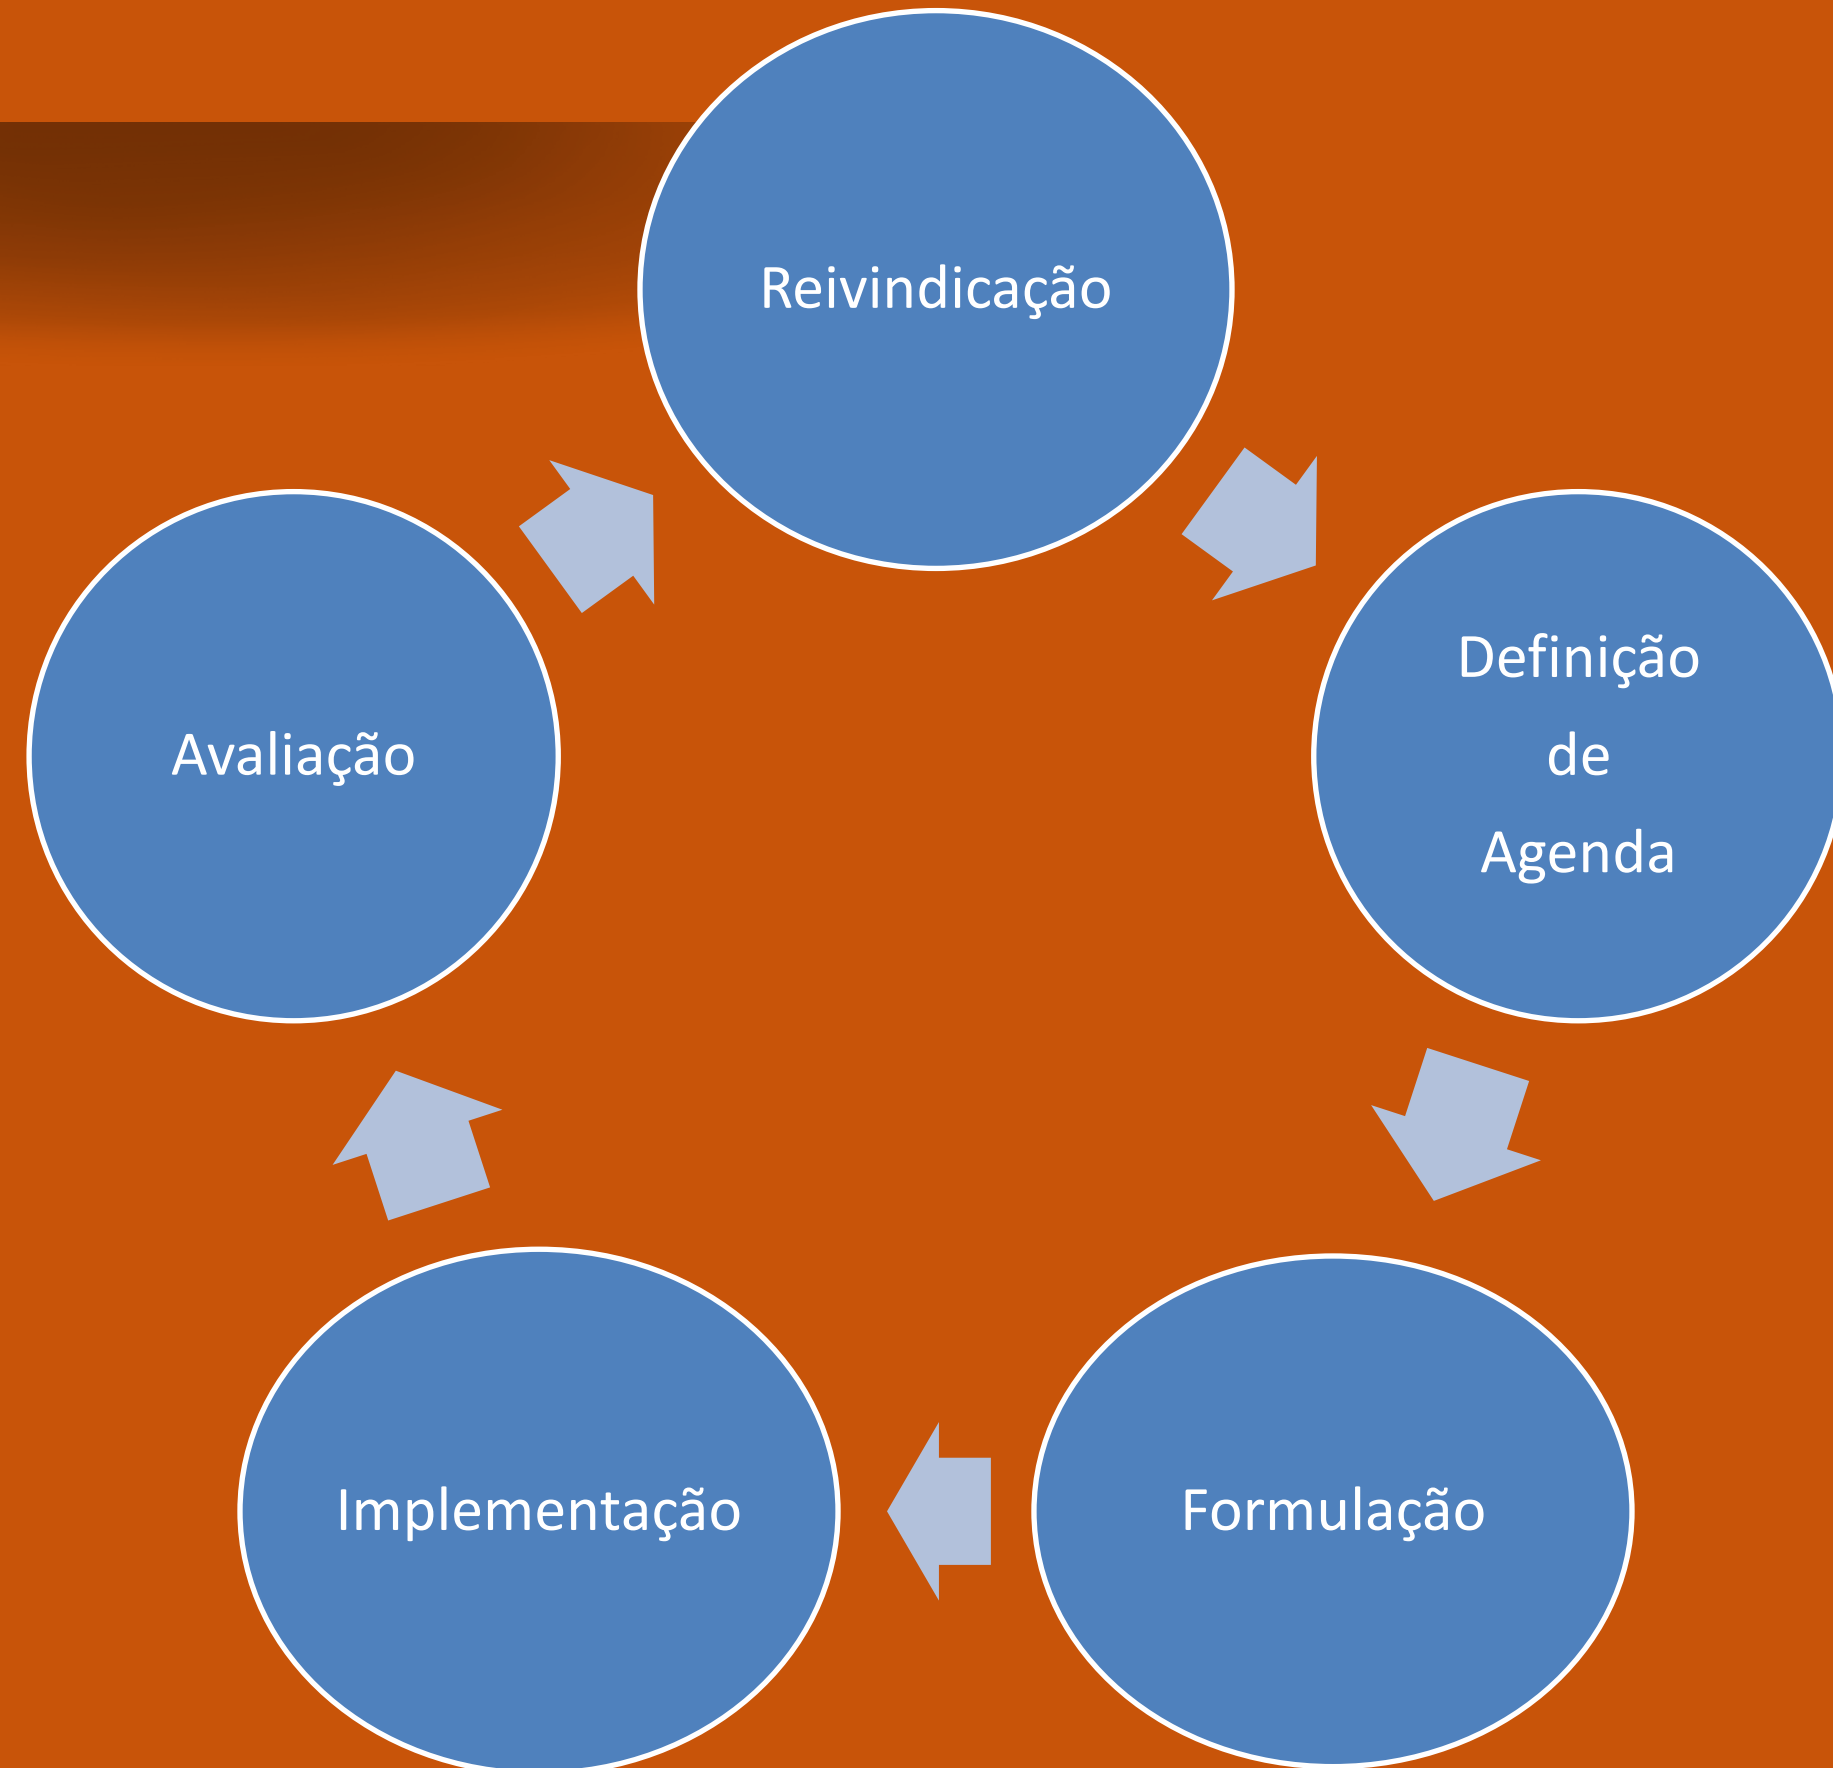 Reivindicação
Definição
de
Agenda
Formulação
Implementação
Avaliação